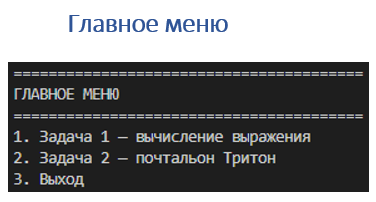 Главное меню
========================================
ГЛАВНОЕ МЕНЮ
========================================
1. Задача 1 — вычисление выражения
2. Задача 2 — почтальон Тритон
3. Выход